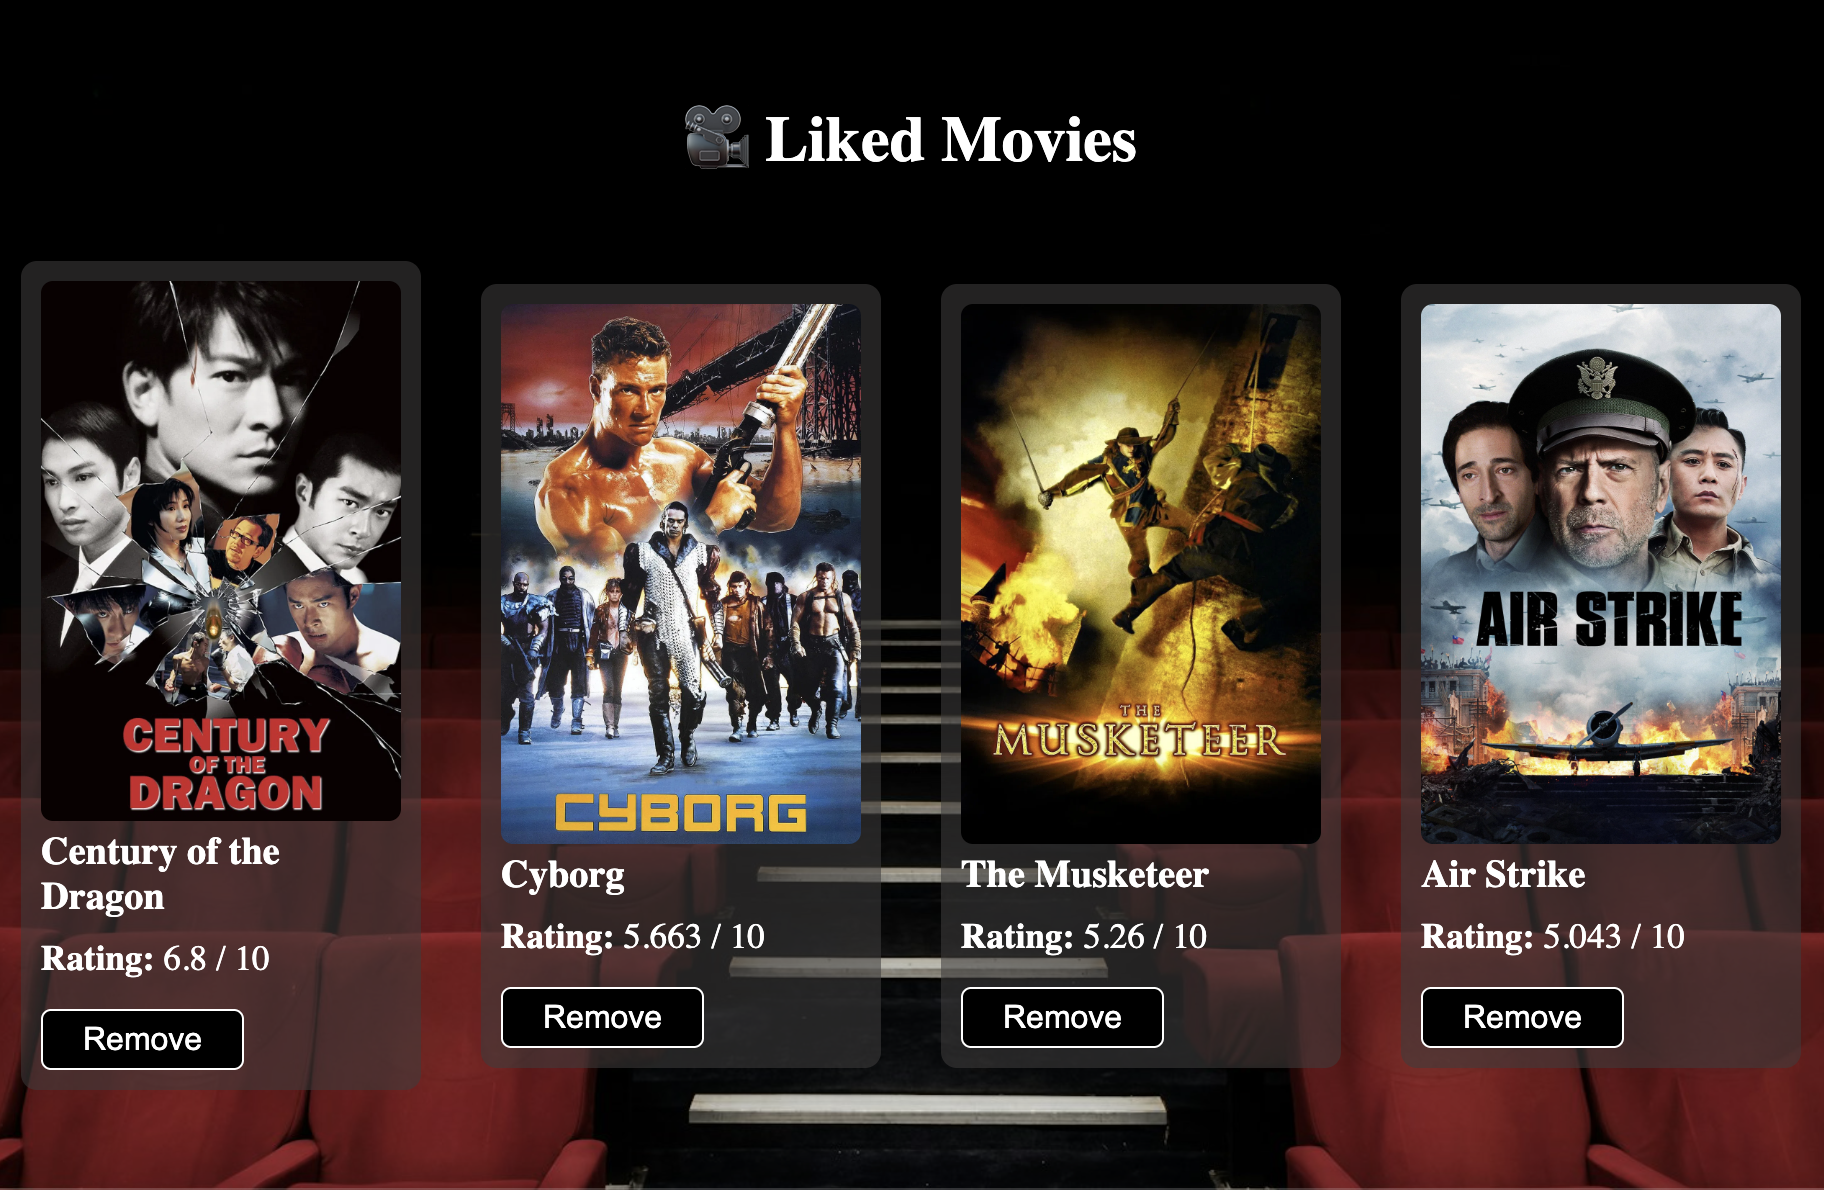 🎥 Liked Movies
CENTURY
OF THE
DRAGON
Century of the
Dragon
Rating: 6.8 / 10
Remove
CYBORG
Cyborg
Rating: 5.663 / 10
Remove
THE
MUSKETEER
The Musketeer
Rating: 5.26 / 10
Remove
AIR STRIKE
Air Strike
Rating: 5.043 / 10
Remove